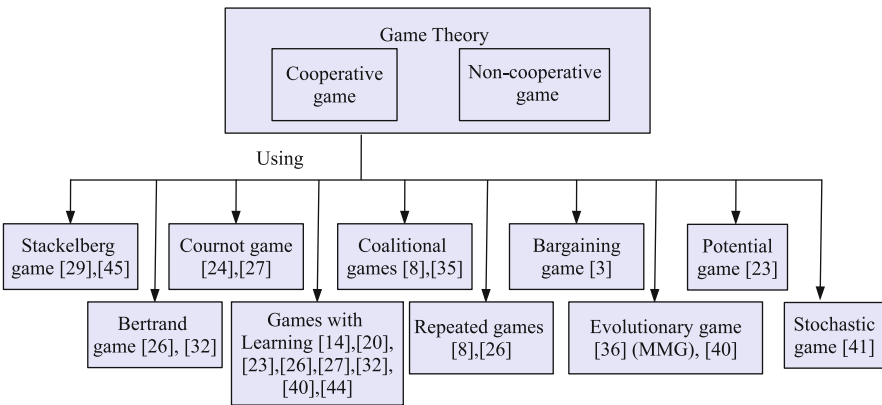 Game Theory
Cooperative
game
Non-cooperative
game
Using
Stackelberg
game [29],[45]
Cournot game
[24],[27]
Coalitional
games [8],[35]
Bargaining
game [3]
Potential
game [23]
Bertrand
game [26], [32]
Games with
Learning [14],[20],
[23],[26],[27],[32],
[40],[44]
Repeated games
[8],[26]
Evolutionary game
[36] (MMG), [40]
Stochastic
game [41]